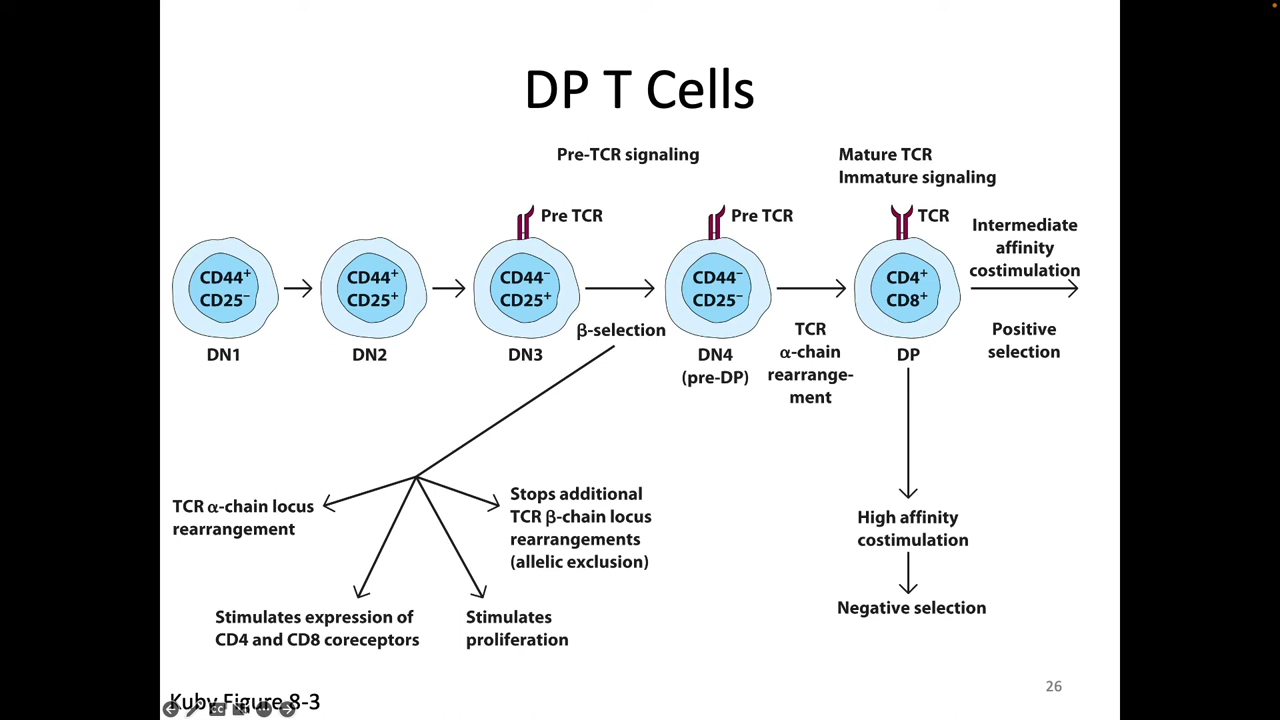 DP T Cells
Pre-TCR signaling
Mature TCR
Immature signaling
Pre TCR
Pre TCR
TCR
Intermediate
affinity
costimulation
CD44⁺
CD25⁻
CD44⁺
CD25⁺
CD44⁻
CD25⁺
CD44⁻
CD25⁻
CD4⁺
CD8⁺
β-selection
DN1
DN2
DN3
DN4
(pre-DP)
TCR
α-chain
rearrange-
ment
DP
Positive
selection
TCR α-chain locus
rearrangement
Stops additional
TCR β-chain locus
rearrangements
(allelic exclusion)
High affinity
costimulation
Stimulates expression of
CD4 and CD8 coreceptors
Stimulates
proliferation
Negative selection
26
Kuby Figure 8-3